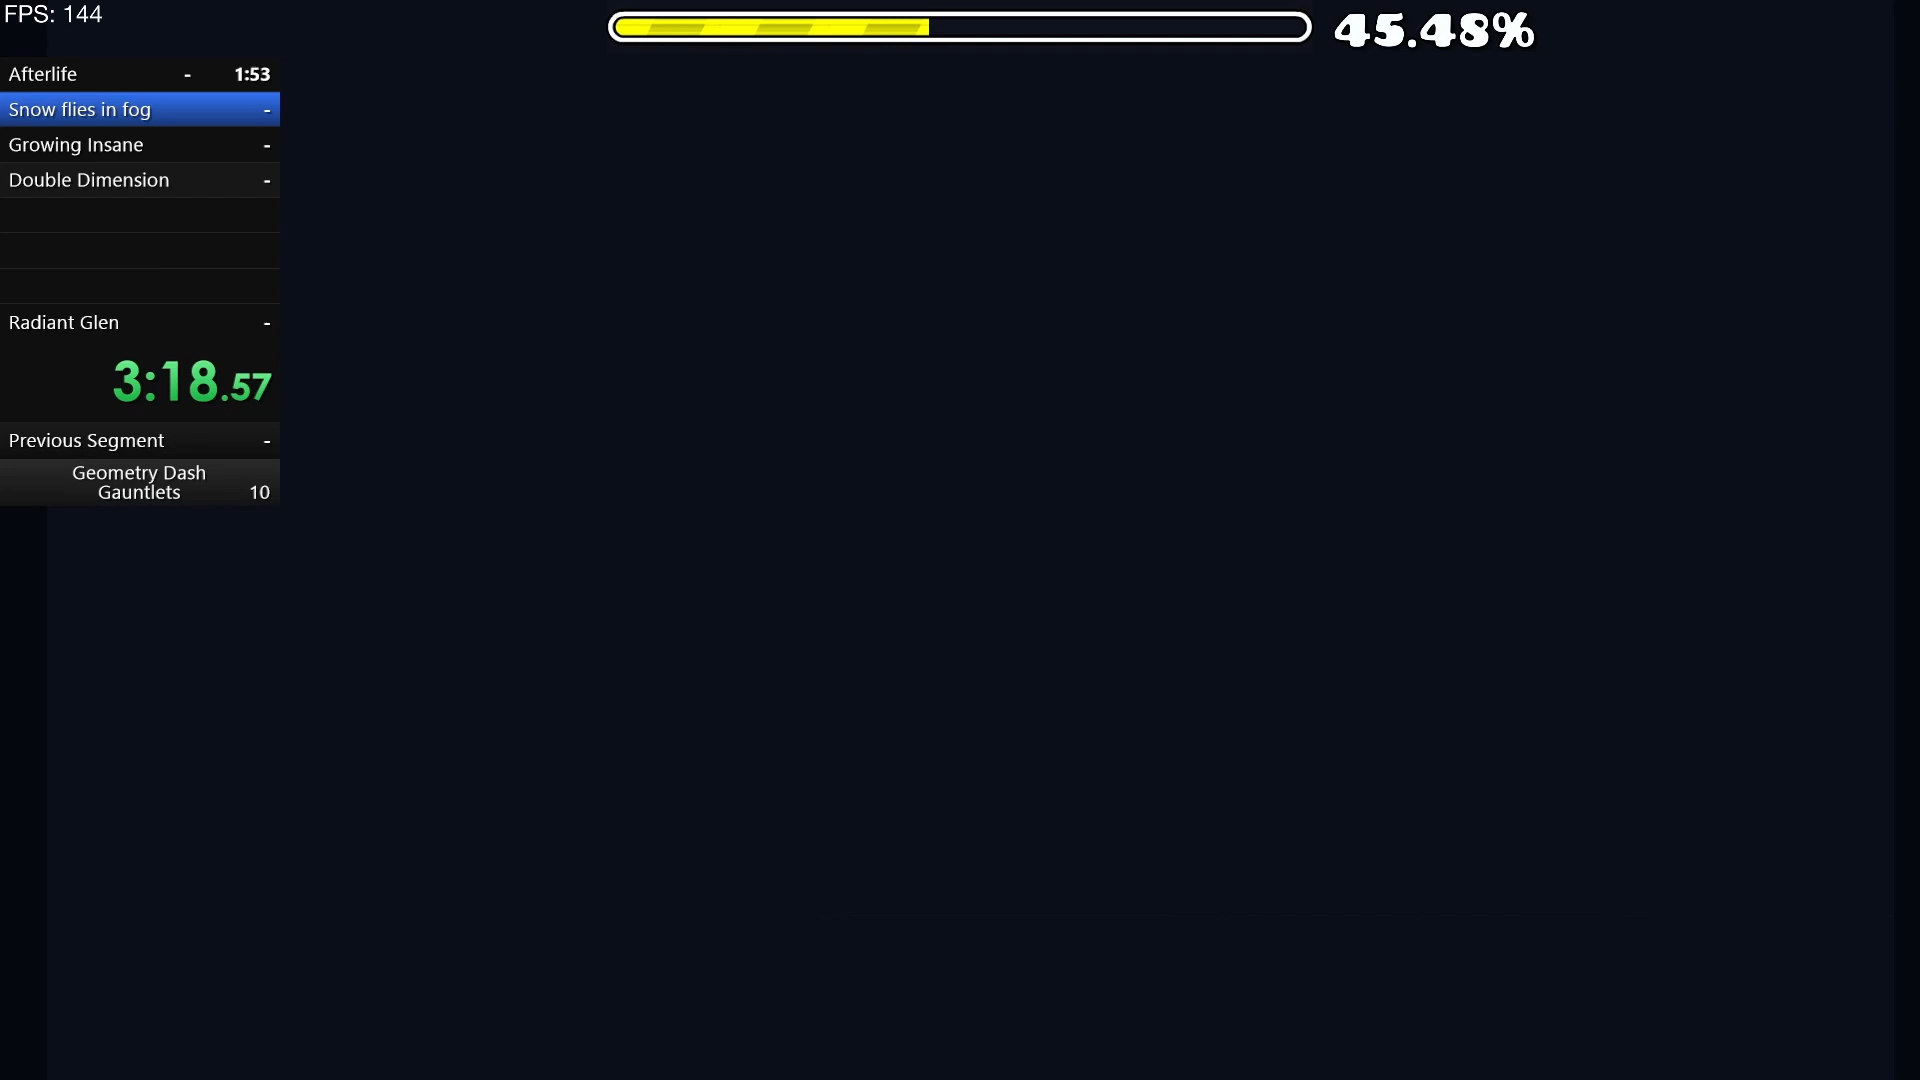 FPS: 144
45.48%
Afterlife - 1:53
Snow flies in fog -
Growing Insane -
Double Dimension -
Radiant Glen -
3:18.57
Previous Segment -
Geometry Dash
Gauntlets 10